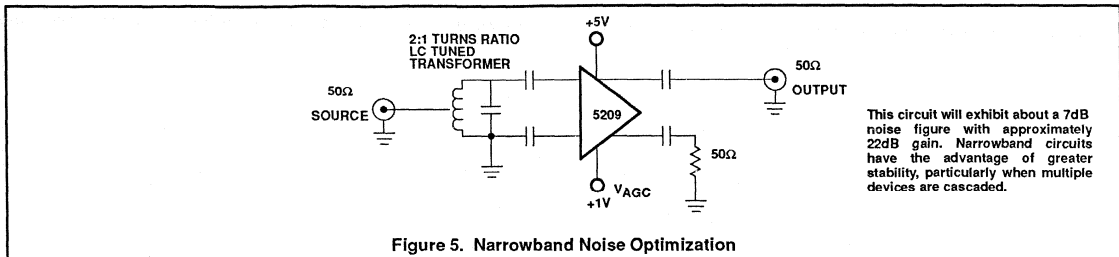 +5V
2:1 TURNS RATIO
LC TUNED
TRANSFORMER
50Ω
SOURCE
5209
50Ω
OUTPUT
50Ω
VAGC
+1V
This circuit will exhibit about a 7dB
noise figure with approximately
22dB gain. Narrowband circuits
have the advantage of greater
stability, particularly when multiple
devices are cascaded.
Figure 5. Narrowband Noise Optimization